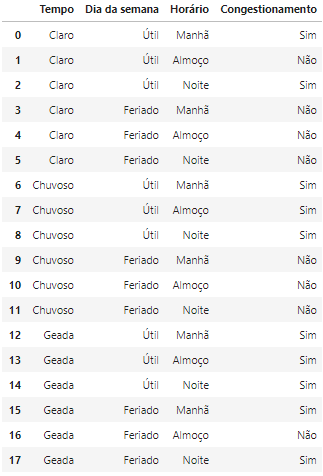 Tempo Dia da semana Horário Congestionamento
0 Claro Útil Manhã Sim
1 Claro Útil Almoço Não
2 Claro Útil Noite Sim
3 Claro Feriado Manhã Não
4 Claro Feriado Almoço Não
5 Claro Feriado Noite Não
6 Chuvoso Útil Manhã Sim
7 Chuvoso Útil Almoço Sim
8 Chuvoso Útil Noite Sim
9 Chuvoso Feriado Manhã Não
10 Chuvoso Feriado Almoço Não
11 Chuvoso Feriado Noite Não
12 Geada Útil Manhã Sim
13 Geada Útil Almoço Sim
14 Geada Útil Noite Sim
15 Geada Feriado Manhã Sim
16 Geada Feriado Almoço Não
17 Geada Feriado Noite Sim